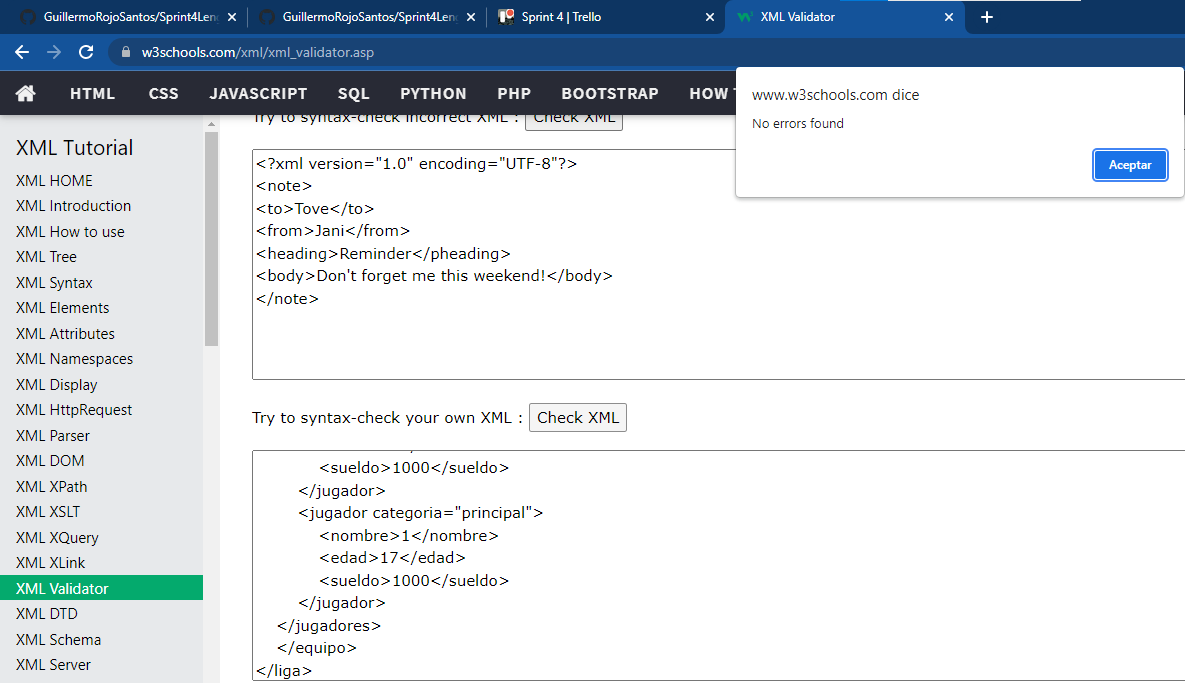 GuillermoRojoSantos/Sprint4Len
GuillermoRojoSantos/Sprint4Len
Sprint 4 | Trello
XML Validator
w3schools.com/xml/xml_validator.asp
HTML CSS JAVASCRIPT SQL PYTHON PHP BOOTSTRAP HOW
www.w3schools.com dice
No errors found
Aceptar
XML Tutorial
XML HOME
XML Introduction
XML How to use
XML Tree
XML Syntax
XML Elements
XML Attributes
XML Namespaces
XML Display
XML HttpRequest
XML Parser
XML DOM
XML XPath
XML XSLT
XML XQuery
XML XLink
XML Validator
XML DTD
XML Schema
XML Server
Try to syntax-check incorrect XML : Check XML
<?xml version="1.0" encoding="UTF-8"?>
<note>
<to>Tove</to>
<from>Jani</from>
<heading>Reminder</pheading>
<body>Don't forget me this weekend!</body>
</note>
Try to syntax-check your own XML : Check XML
<sueldo>1000</sueldo>
</jugador>
<jugador categoria="principal">
<nombre>1</nombre>
<edad>17</edad>
<sueldo>1000</sueldo>
</jugador>
</jugadores>
</equipo>
</liga>